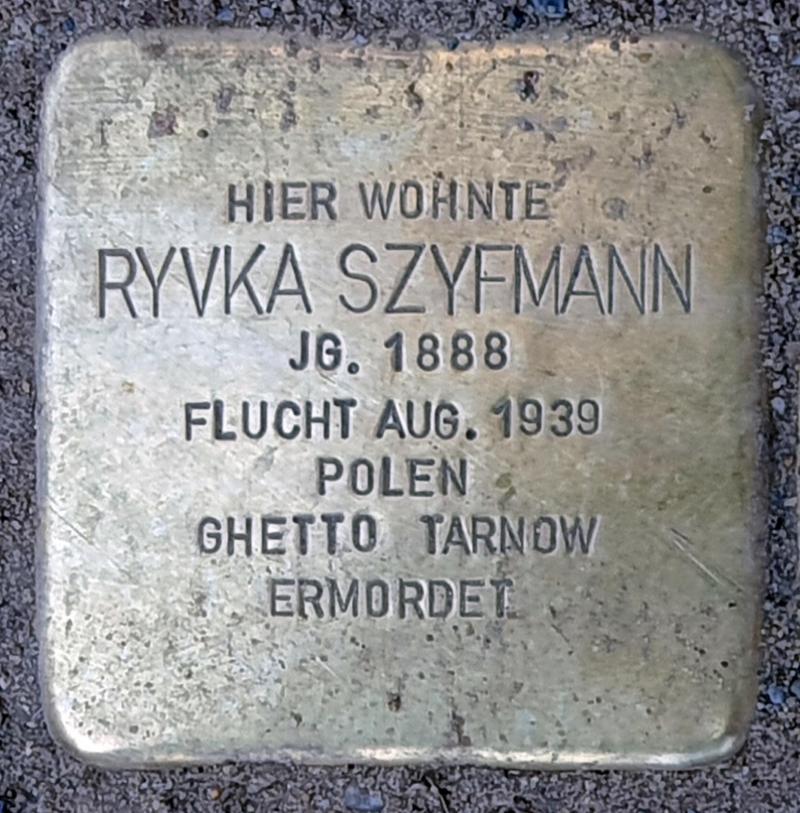 HIER WOHNTE
RYVKA SZYFMANN
JG. 1888
FLUCHT AUG. 1939
POLEN
GHETTO TARNOW
ERMORDET